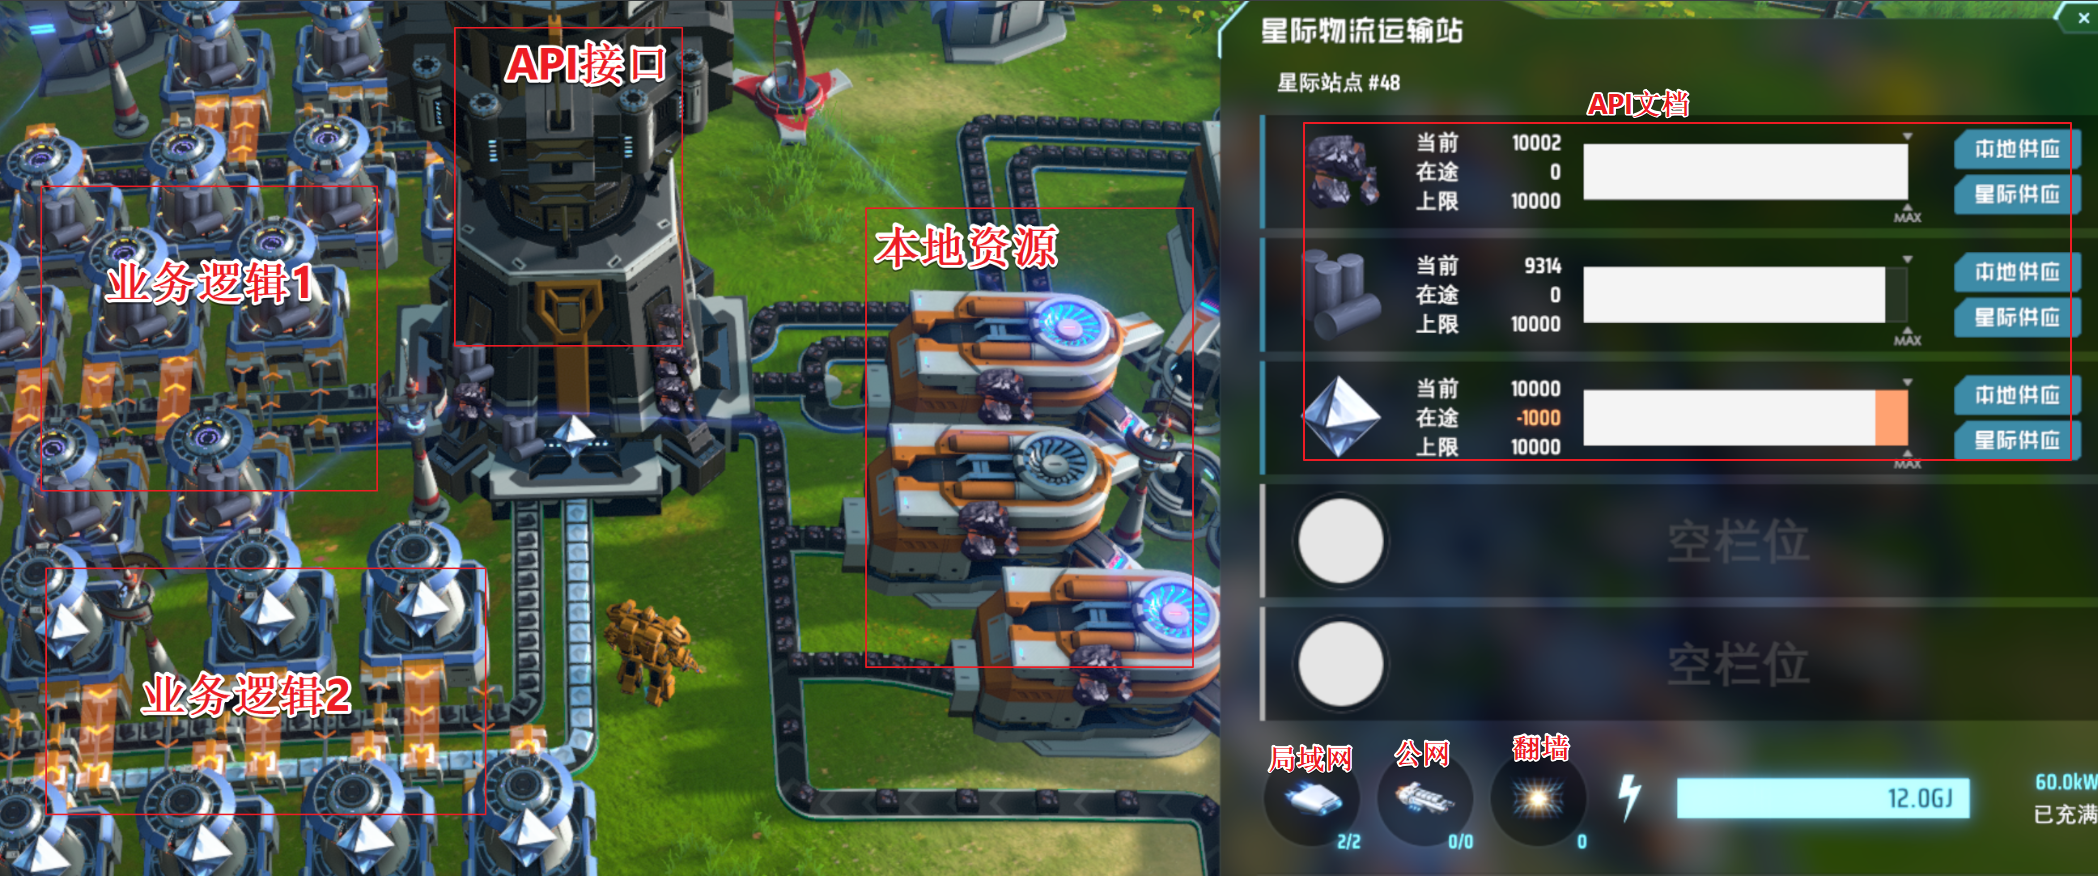 API接口
本地资源
业务逻辑1
业务逻辑2
星际物流运输站
星际站点 #48
API文档
当前 10002
在途 0
上限 10000
MAX
本地供应
星际供应
当前 9314
在途 0
上限 10000
MAX
本地供应
星际供应
当前 10000
在途 -1000
上限 10000
MAX
本地供应
星际供应
空栏位
空栏位
局域网
公网
翻墙
2/2
0/0
0
12.0GJ
60.0kW
已充满